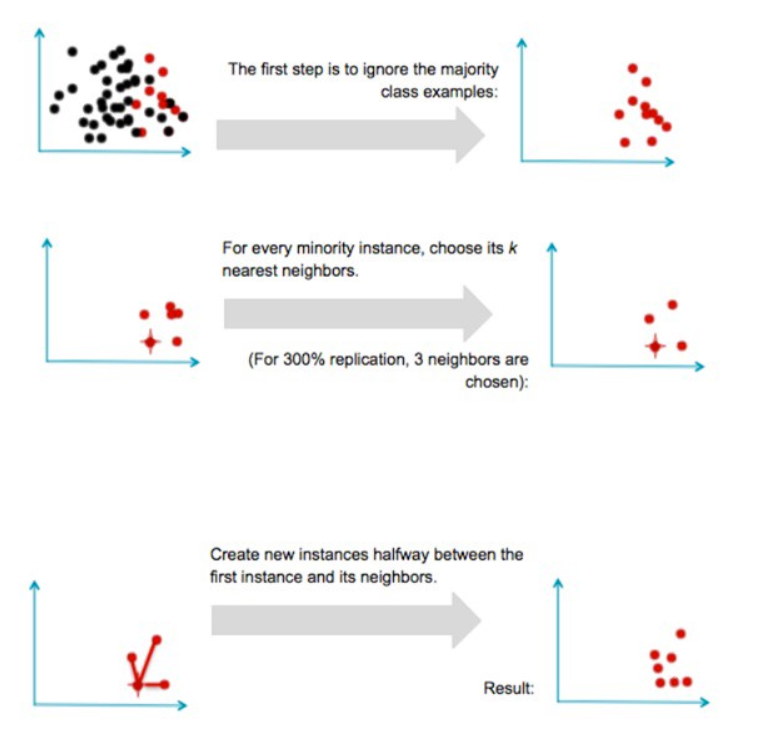 The first step is to ignore the majority
class examples:
For every minority instance, choose its k
nearest neighbors.
(For 300% replication, 3 neighbors are
chosen):
Create new instances halfway between the
first instance and its neighbors.
Result: